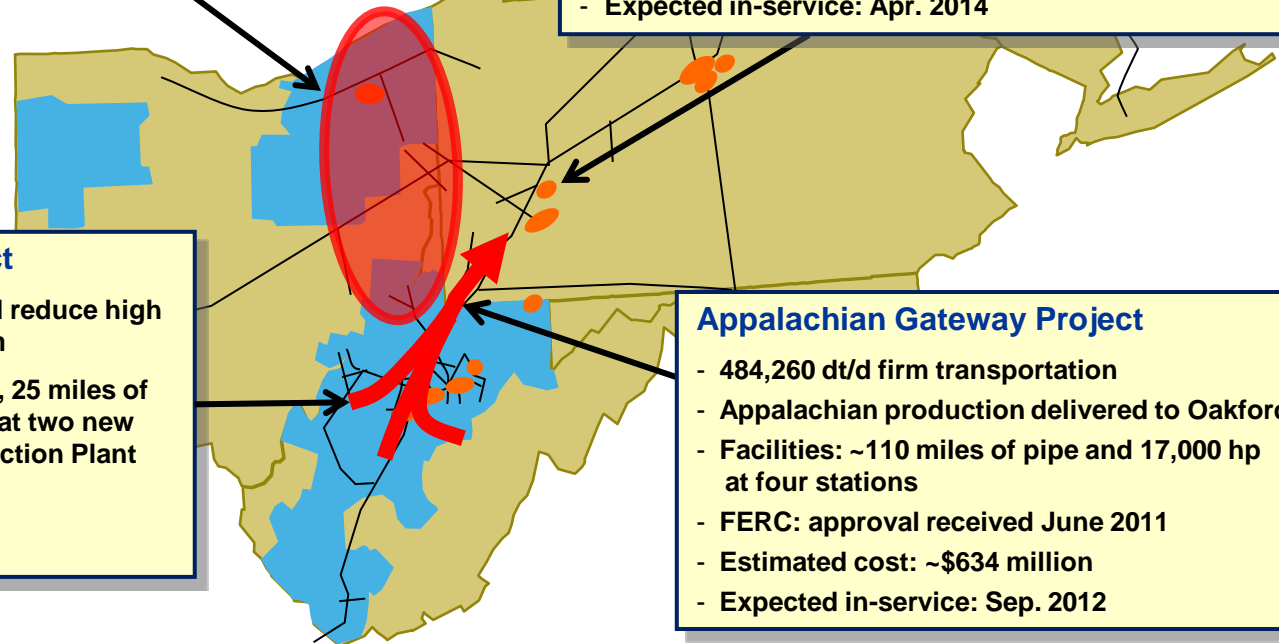 - Expected in-service: Apr. 2014
reduce high
, 25 miles of
at two new
Plant
Appalachian Gateway Project
- 484,260 dt/d firm transportation
- Appalachian production delivered to Oakford
- Facilities: ~110 miles of pipe and 17,000 hp
at four stations
- FERC: approval received June 2011
- Estimated cost: ~$634 million
- Expected in-service: Sep. 2012